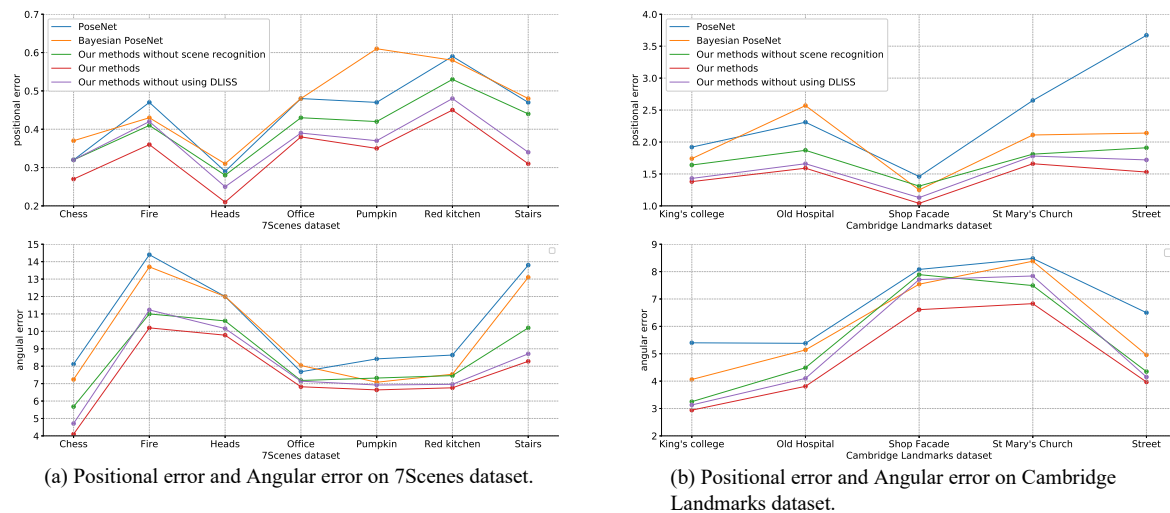 0.7
0.6
0.5
0.4
0.3
0.2
positional error
PoseNet
Bayesian PoseNet
Our methods without scene recognition
Our methods
Our methods without using DLISS
Chess Fire Heads Office Pumpkin Red kitchen Stairs
7Scenes dataset
15
14
13
12
11
10
9
8
7
6
5
4
angulal error
Chess Fire Heads Office Pumpkin Red kitchen Stairs
7Scenes dataset
(a) Positional error and Angular error on 7Scenes dataset.
4.0
3.5
3.0
2.5
2.0
1.5
1.0
positional error
PoseNet
Bayesian PoseNet
Our methods without scene recognition
Our methods
Our methods without using DLISS
King's college Old Hospital Shop Facade St Mary's Church Street
Cambridge Landmarks dataset
9
8
7
6
5
4
3
2
angular error
King's college Old Hospital Shop Facade St Mary's Church Street
Cambridge Landmarks dataset
(b) Positional error and Angular error on Cambridge
Landmarks dataset.